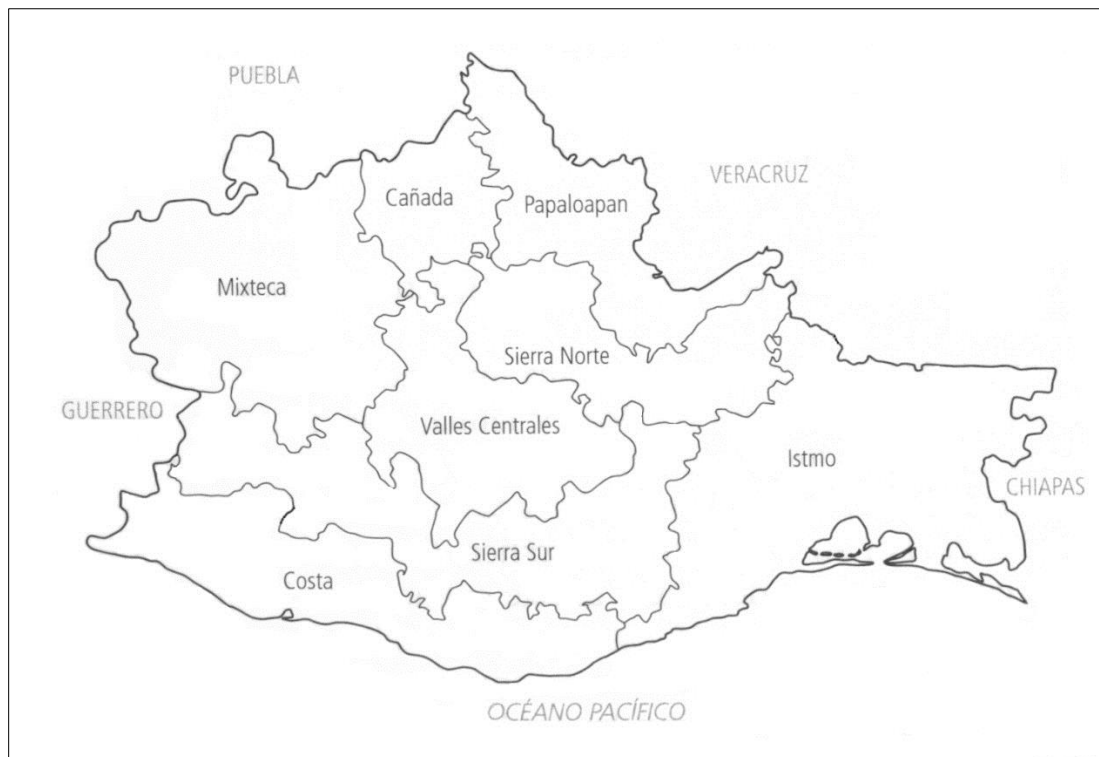 PUEBLA
VERACRUZ
Cañada
Papaloapan
Mixteca
Sierra Norte
GUERRERO
Valles Centrales
Istmo
CHIAPAS
Sierra Sur
Costa
OCÉANO PACÍFICO